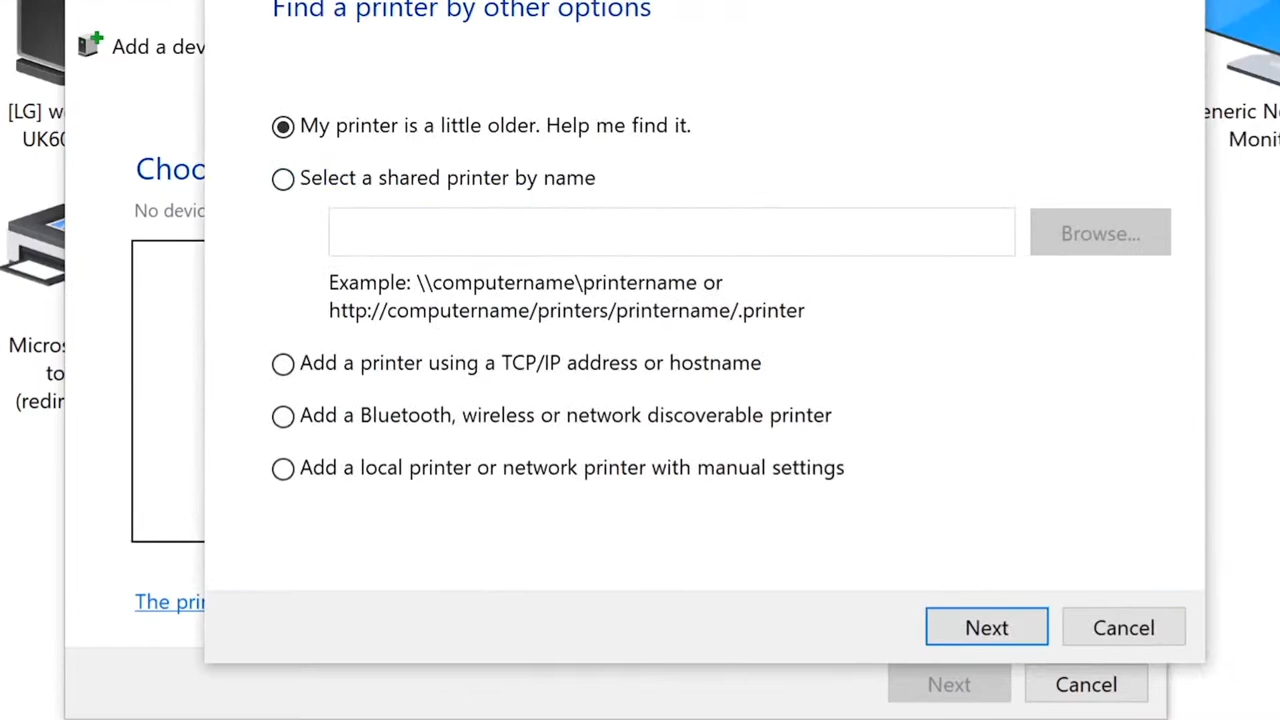 Find a printer by other options
Add a dev
[LG] w
UK60
My printer is a little older. Help me find it.
eneric N
Monit
Choo
Select a shared printer by name
No devic
Browse...
Example: \\computername\printername or
http://computername/printers/printername/.printer
Micros
to
(redir
Add a printer using a TCP/IP address or hostname
Add a Bluetooth, wireless or network discoverable printer
Add a local printer or network printer with manual settings
The prin
Next
Cancel
Next
Cancel